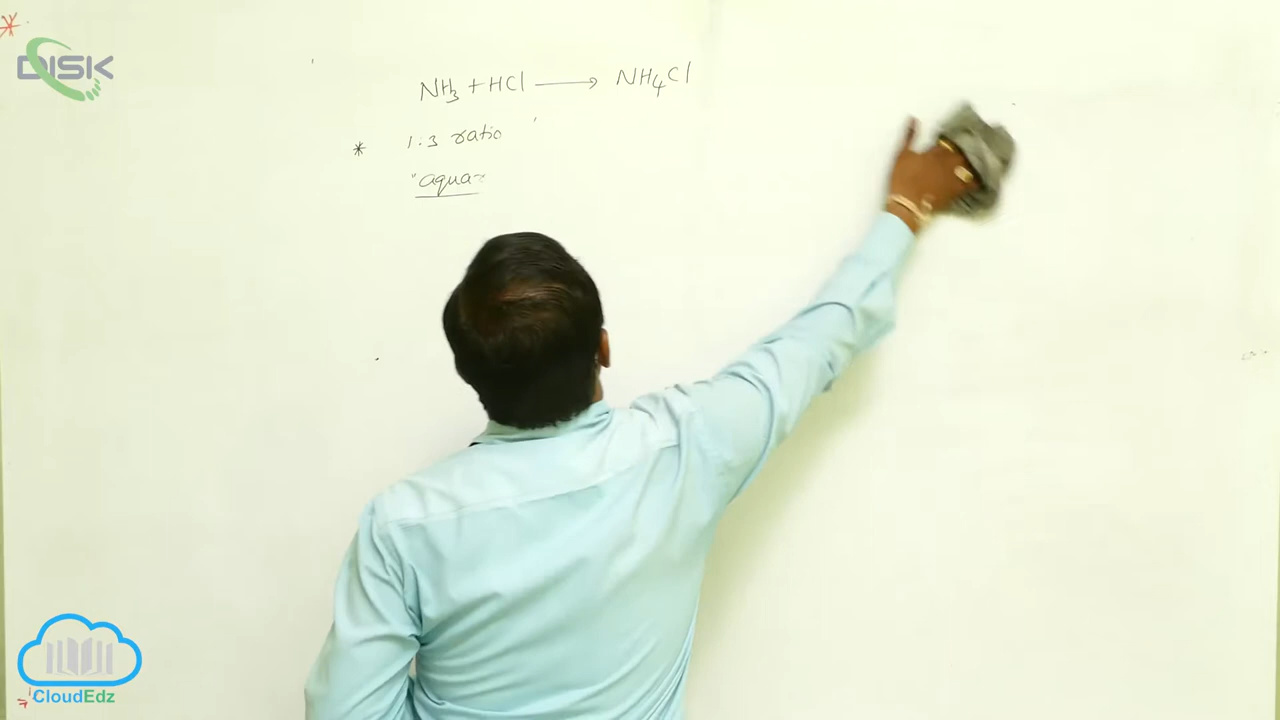 DISK
NH₃ + HCl ⟶ NH₄Cl
* 1:3 ratio
"aqua
CloudEdz